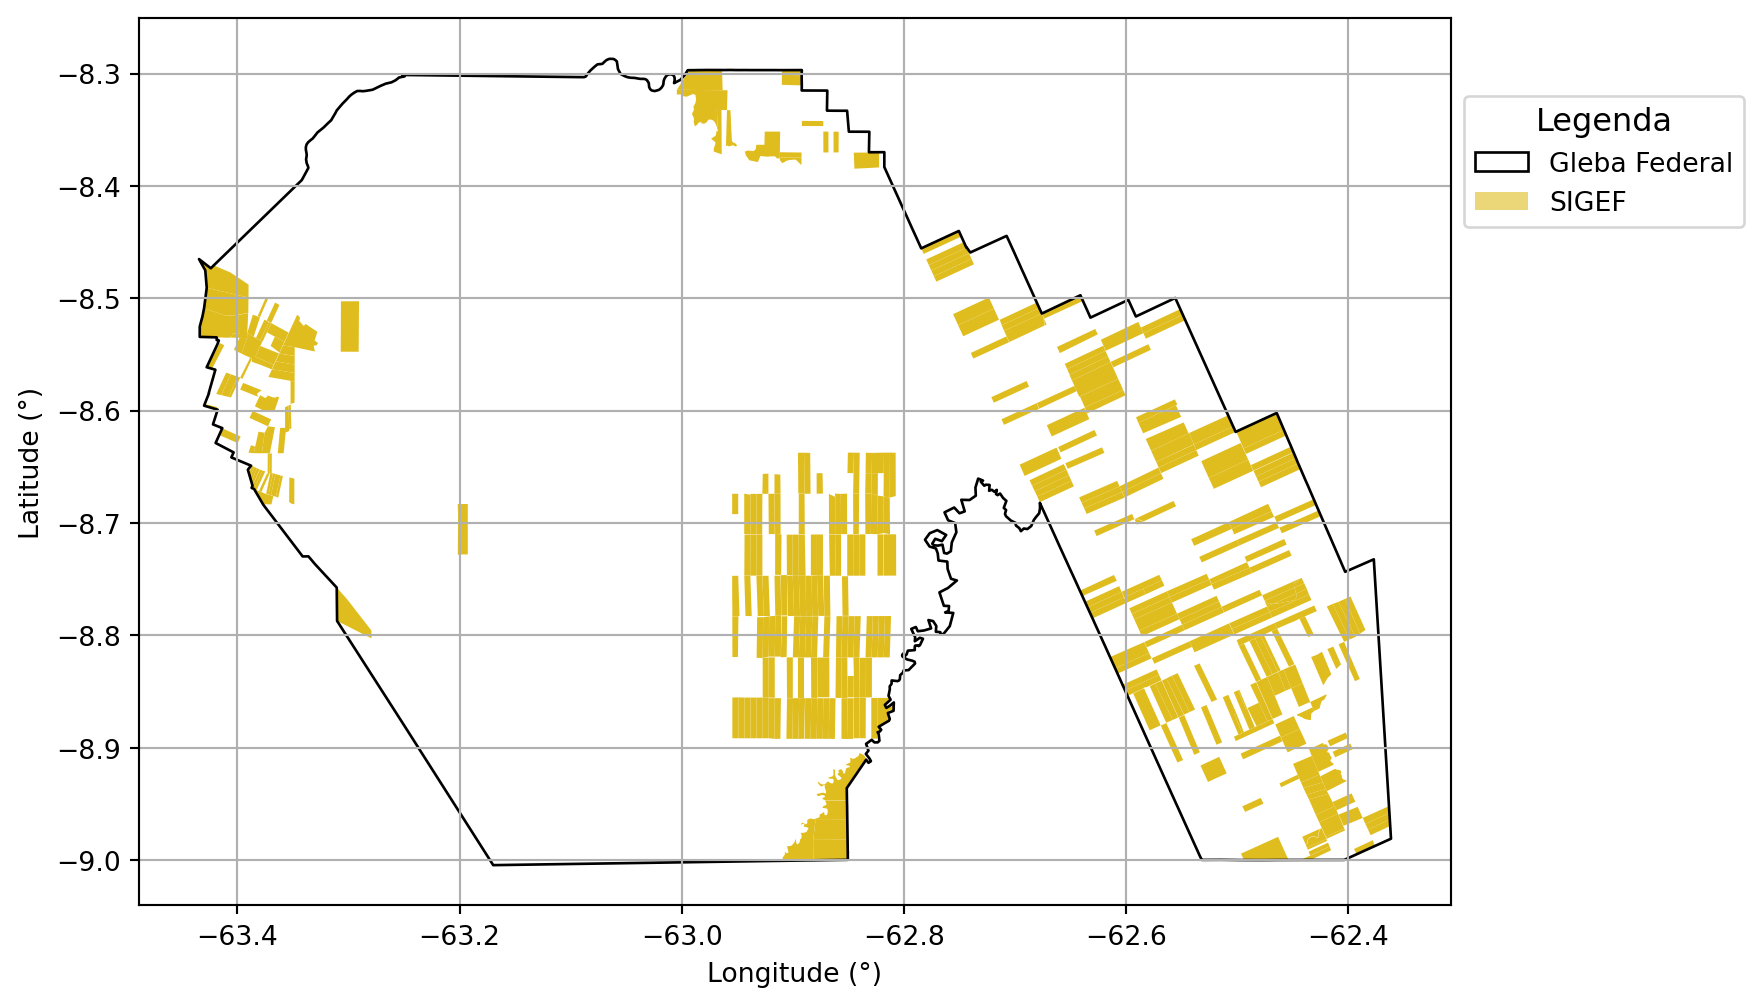 Legenda
Gleba Federal
SIGEF
−8.3
−8.4
−8.5
−8.6
−8.7
−8.8
−8.9
−9.0
Latitude (°)
−63.4
−63.2
−63.0
−62.8
−62.6
−62.4
Longitude (°)